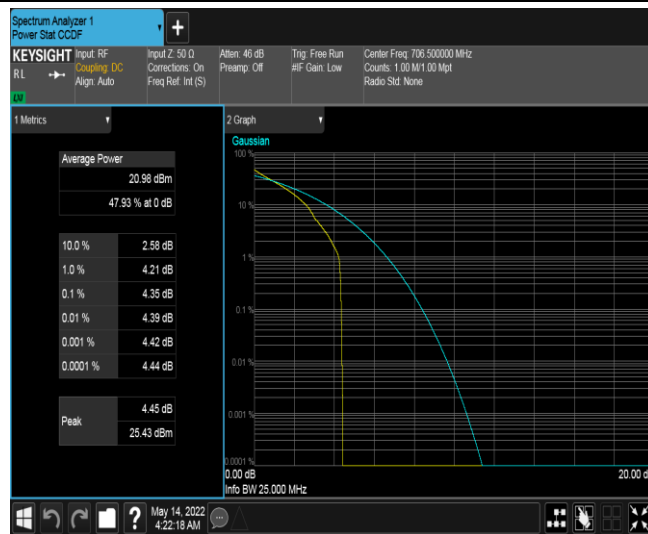 Spectrum Analyzer 1
Power Stat CCDF
+
KEYSIGHT
RL
Input: RF
Coupling: DC
Align: Auto
Input Z: 50 Ω
Corrections: On
Freq Ref: Int (S)
Atten: 46 dB
Preamp: Off
Trig: Free Run
#IF Gain: Low
Center Freq: 706.500000 MHz
Counts: 1.00 M/1.00 Mpt
Radio Std: None
1 Metrics
Average Power
20.98 dBm
47.93 % at 0 dB
10.0 % 2.58 dB
1.0 % 4.21 dB
0.1 % 4.35 dB
0.01 % 4.39 dB
0.001 % 4.42 dB
0.0001 % 4.44 dB
Peak
4.45 dB
25.43 dBm
2 Graph
Gaussian
100 %
10 %
1 %
0.1 %
0.01 %
0.001 %
0.0001 %
0.00 dB
20.00 d
Info BW 25.000 MHz
?
May 14, 2022
4:22:18 AM